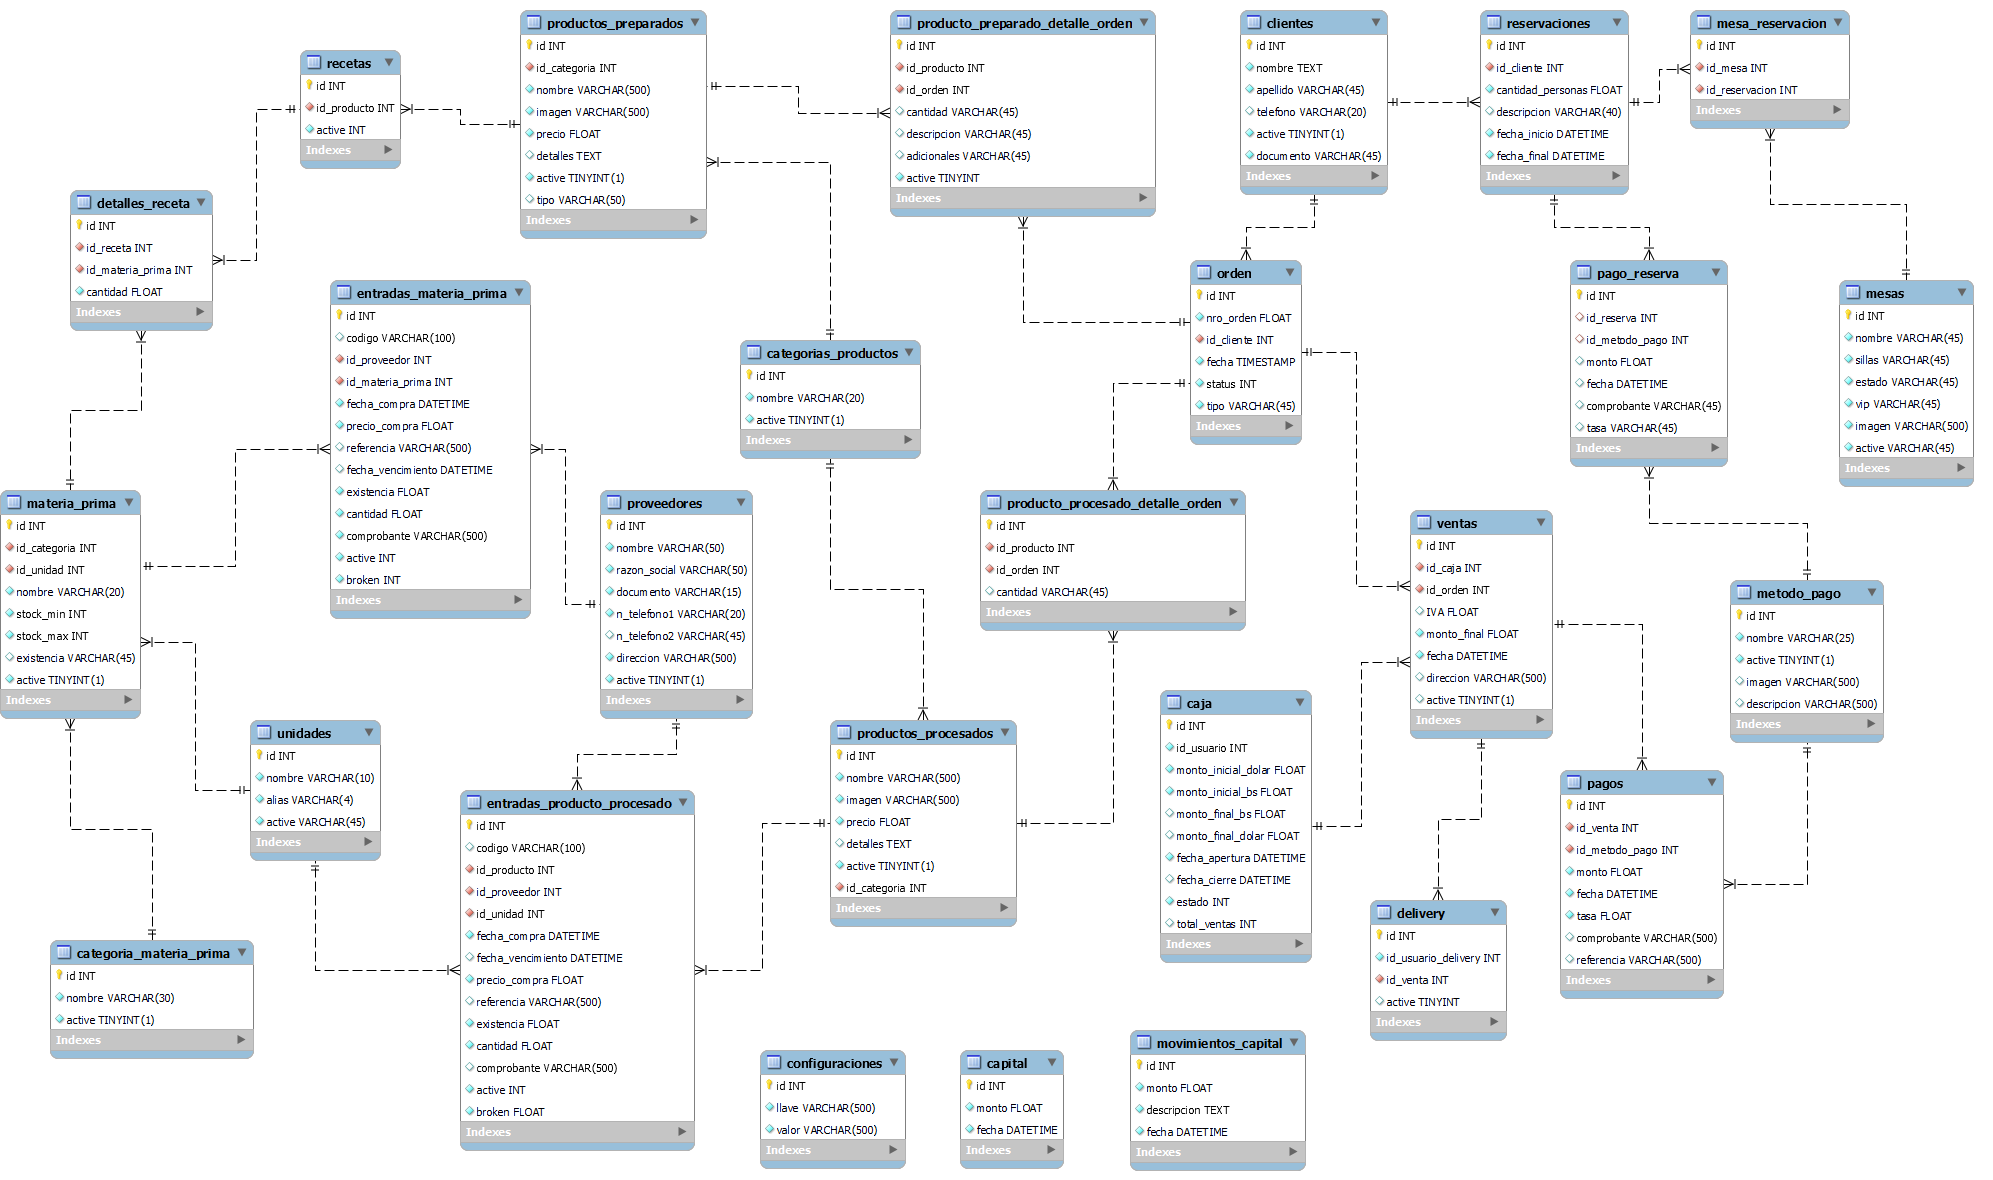 productos_preparados
id INT
id_categoria INT
nombre VARCHAR(500)
imagen VARCHAR(500)
precio FLOAT
detalles TEXT
active TINYINT(1)
tipo VARCHAR(50)
Indexes
producto_preparado_detalle_orden
id INT
id_producto INT
id_orden INT
cantidad VARCHAR(45)
descripcion VARCHAR(45)
adicionales VARCHAR(45)
active TINYINT
Indexes
clientes
id INT
nombre TEXT
apellido VARCHAR(45)
telefono VARCHAR(20)
active TINYINT(1)
documento VARCHAR(45)
Indexes
reservaciones
id INT
id_cliente INT
cantidad_personas FLOAT
descripcion VARCHAR(40)
fecha_inicio DATETIME
fecha_final DATETIME
Indexes
mesa_reservacion
id INT
id_mesa INT
id_reservacion INT
Indexes
recetas
id INT
id_producto INT
active INT
Indexes
detalles_receta
id INT
id_receta INT
id_materia_prima INT
cantidad FLOAT
Indexes
entradas_materia_prima
id INT
codigo VARCHAR(100)
id_proveedor INT
id_materia_prima INT
fecha_compra DATETIME
precio_compra FLOAT
referencia VARCHAR(500)
fecha_vencimiento DATETIME
existencia FLOAT
cantidad FLOAT
comprobante VARCHAR(500)
active INT
broken INT
Indexes
categorias_productos
id INT
nombre VARCHAR(20)
active TINYINT(1)
Indexes
orden
id INT
nro_orden FLOAT
id_cliente INT
fecha TIMESTAMP
status INT
tipo VARCHAR(45)
Indexes
pago_reserva
id INT
id_reserva INT
id_metodo_pago INT
monto FLOAT
fecha DATETIME
comprobante VARCHAR(45)
tasa VARCHAR(45)
Indexes
mesas
id INT
nombre VARCHAR(45)
sillas VARCHAR(45)
estado VARCHAR(45)
vip VARCHAR(45)
imagen VARCHAR(500)
active VARCHAR(45)
Indexes
materia_prima
id INT
id_categoria INT
id_unidad INT
nombre VARCHAR(20)
stock_min INT
stock_max INT
existencia VARCHAR(45)
active TINYINT(1)
Indexes
proveedores
id INT
nombre VARCHAR(50)
razon_social VARCHAR(50)
documento VARCHAR(15)
n_telefono1 VARCHAR(20)
n_telefono2 VARCHAR(45)
direccion VARCHAR(500)
active TINYINT(1)
Indexes
producto_procesado_detalle_orden
id INT
id_producto INT
id_orden INT
cantidad VARCHAR(45)
Indexes
ventas
id INT
id_caja INT
id_orden INT
IVA FLOAT
monto_final FLOAT
fecha DATETIME
direccion VARCHAR(500)
active TINYINT(1)
Indexes
metodo_pago
id INT
nombre VARCHAR(25)
active TINYINT(1)
imagen VARCHAR(500)
descripcion VARCHAR(500)
Indexes
unidades
id INT
nombre VARCHAR(10)
alias VARCHAR(4)
active VARCHAR(45)
Indexes
productos_procesados
id INT
nombre VARCHAR(500)
imagen VARCHAR(500)
precio FLOAT
detalles TEXT
active TINYINT(1)
id_categoria INT
Indexes
caja
id INT
id_usuario INT
monto_inicial_dolar FLOAT
monto_inicial_bs FLOAT
monto_final_bs FLOAT
monto_final_dolar FLOAT
fecha_apertura DATETIME
fecha_cierre DATETIME
estado INT
total_ventas INT
Indexes
pagos
id INT
id_venta INT
id_metodo_pago INT
monto FLOAT
fecha DATETIME
tasa FLOAT
comprobante VARCHAR(500)
referencia VARCHAR(500)
Indexes
entradas_producto_procesado
id INT
codigo VARCHAR(100)
id_producto INT
id_proveedor INT
id_unidad INT
fecha_compra DATETIME
fecha_vencimiento DATETIME
precio_compra FLOAT
referencia VARCHAR(500)
existencia FLOAT
cantidad FLOAT
comprobante VARCHAR(500)
active INT
broken FLOAT
Indexes
delivery
id INT
id_usuario_delivery INT
id_venta INT
active TINYINT
Indexes
categoria_materia_prima
id INT
nombre VARCHAR(30)
active TINYINT(1)
Indexes
configuraciones
id INT
llave VARCHAR(500)
valor VARCHAR(500)
Indexes
capital
id INT
monto FLOAT
fecha DATETIME
Indexes
movimientos_capital
id INT
monto FLOAT
descripcion TEXT
fecha DATETIME
Indexes